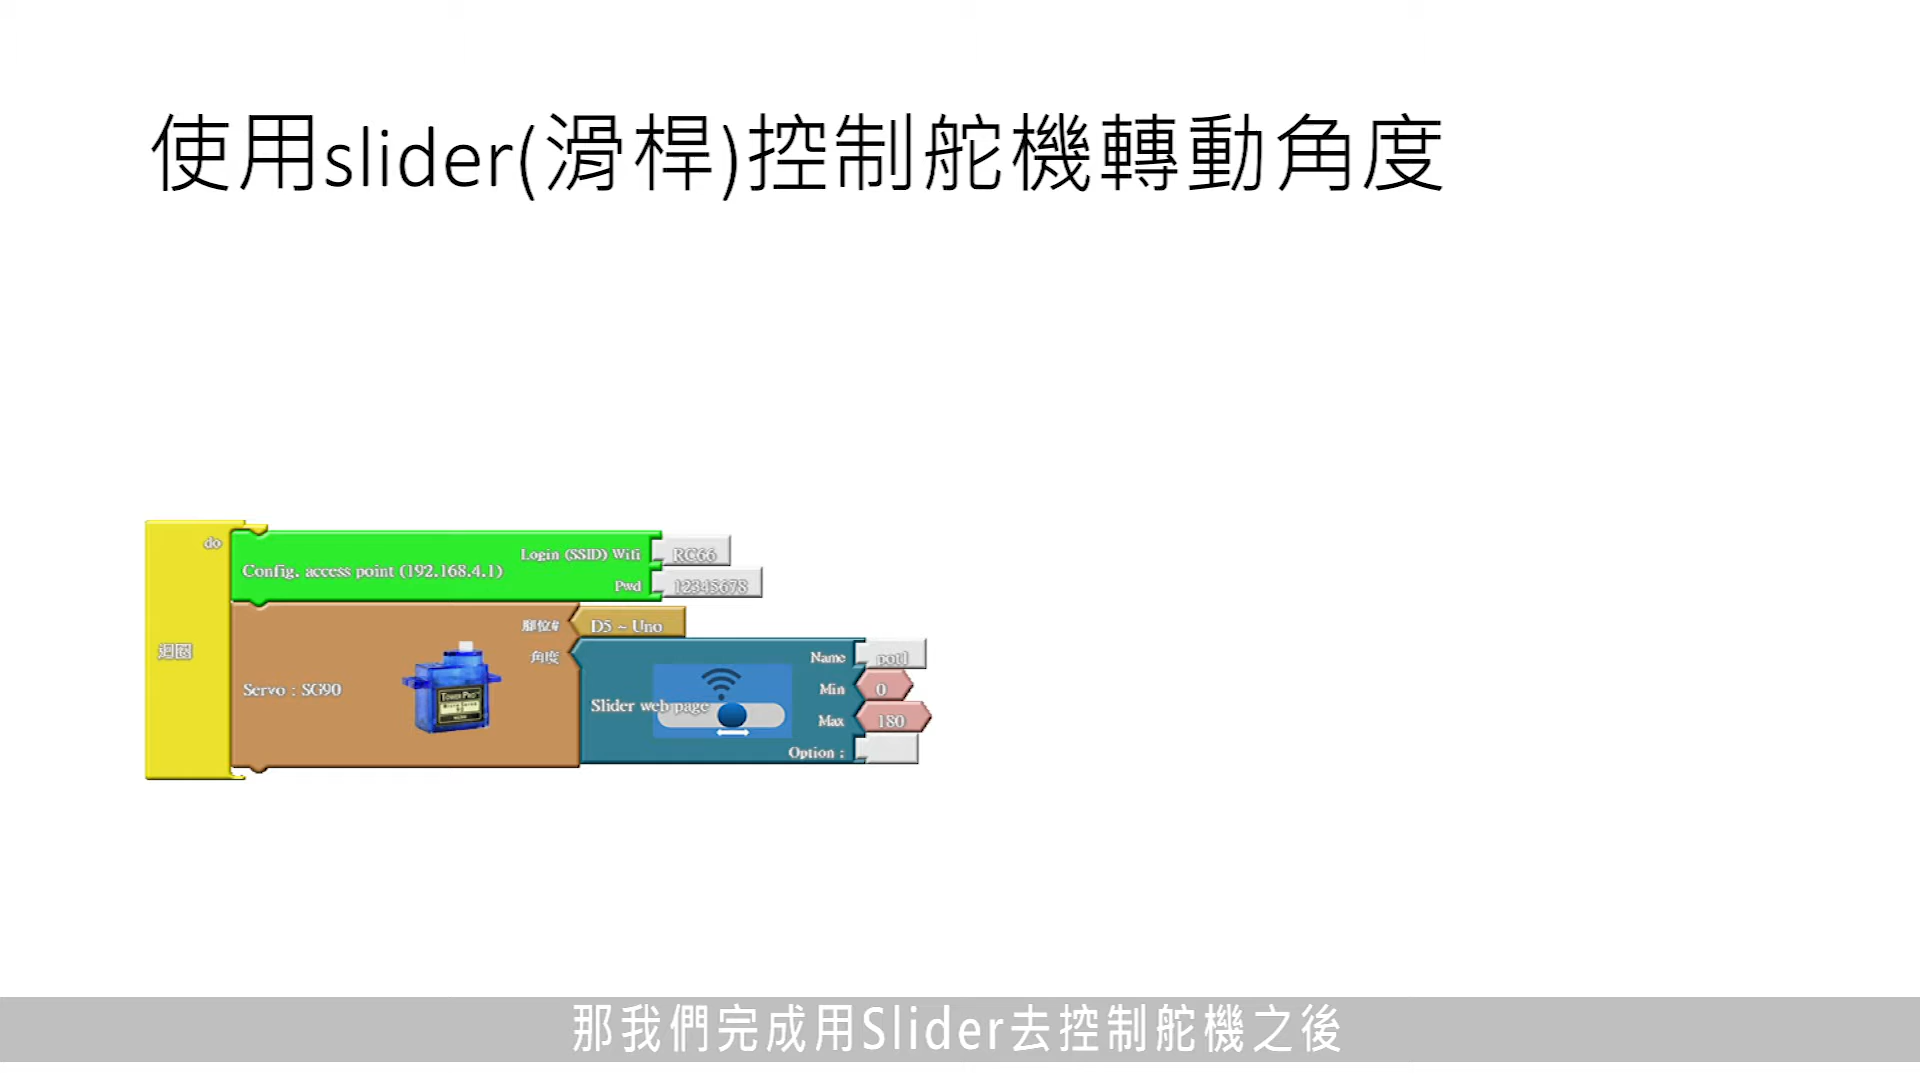 使用slider(滑桿)控制舵機轉動角度
do
Login (SSID) Wifi
RC66
Config. access point (192.168.4.1)
Pwd
12345678
腳位#
D5 ~ Uno
迴圈
角度
Servo : SG90
TOWER PRO
Name
pot1
Min
0
Slider web page
Max
180
Option :
那我們完成用Slider去控制舵機之後